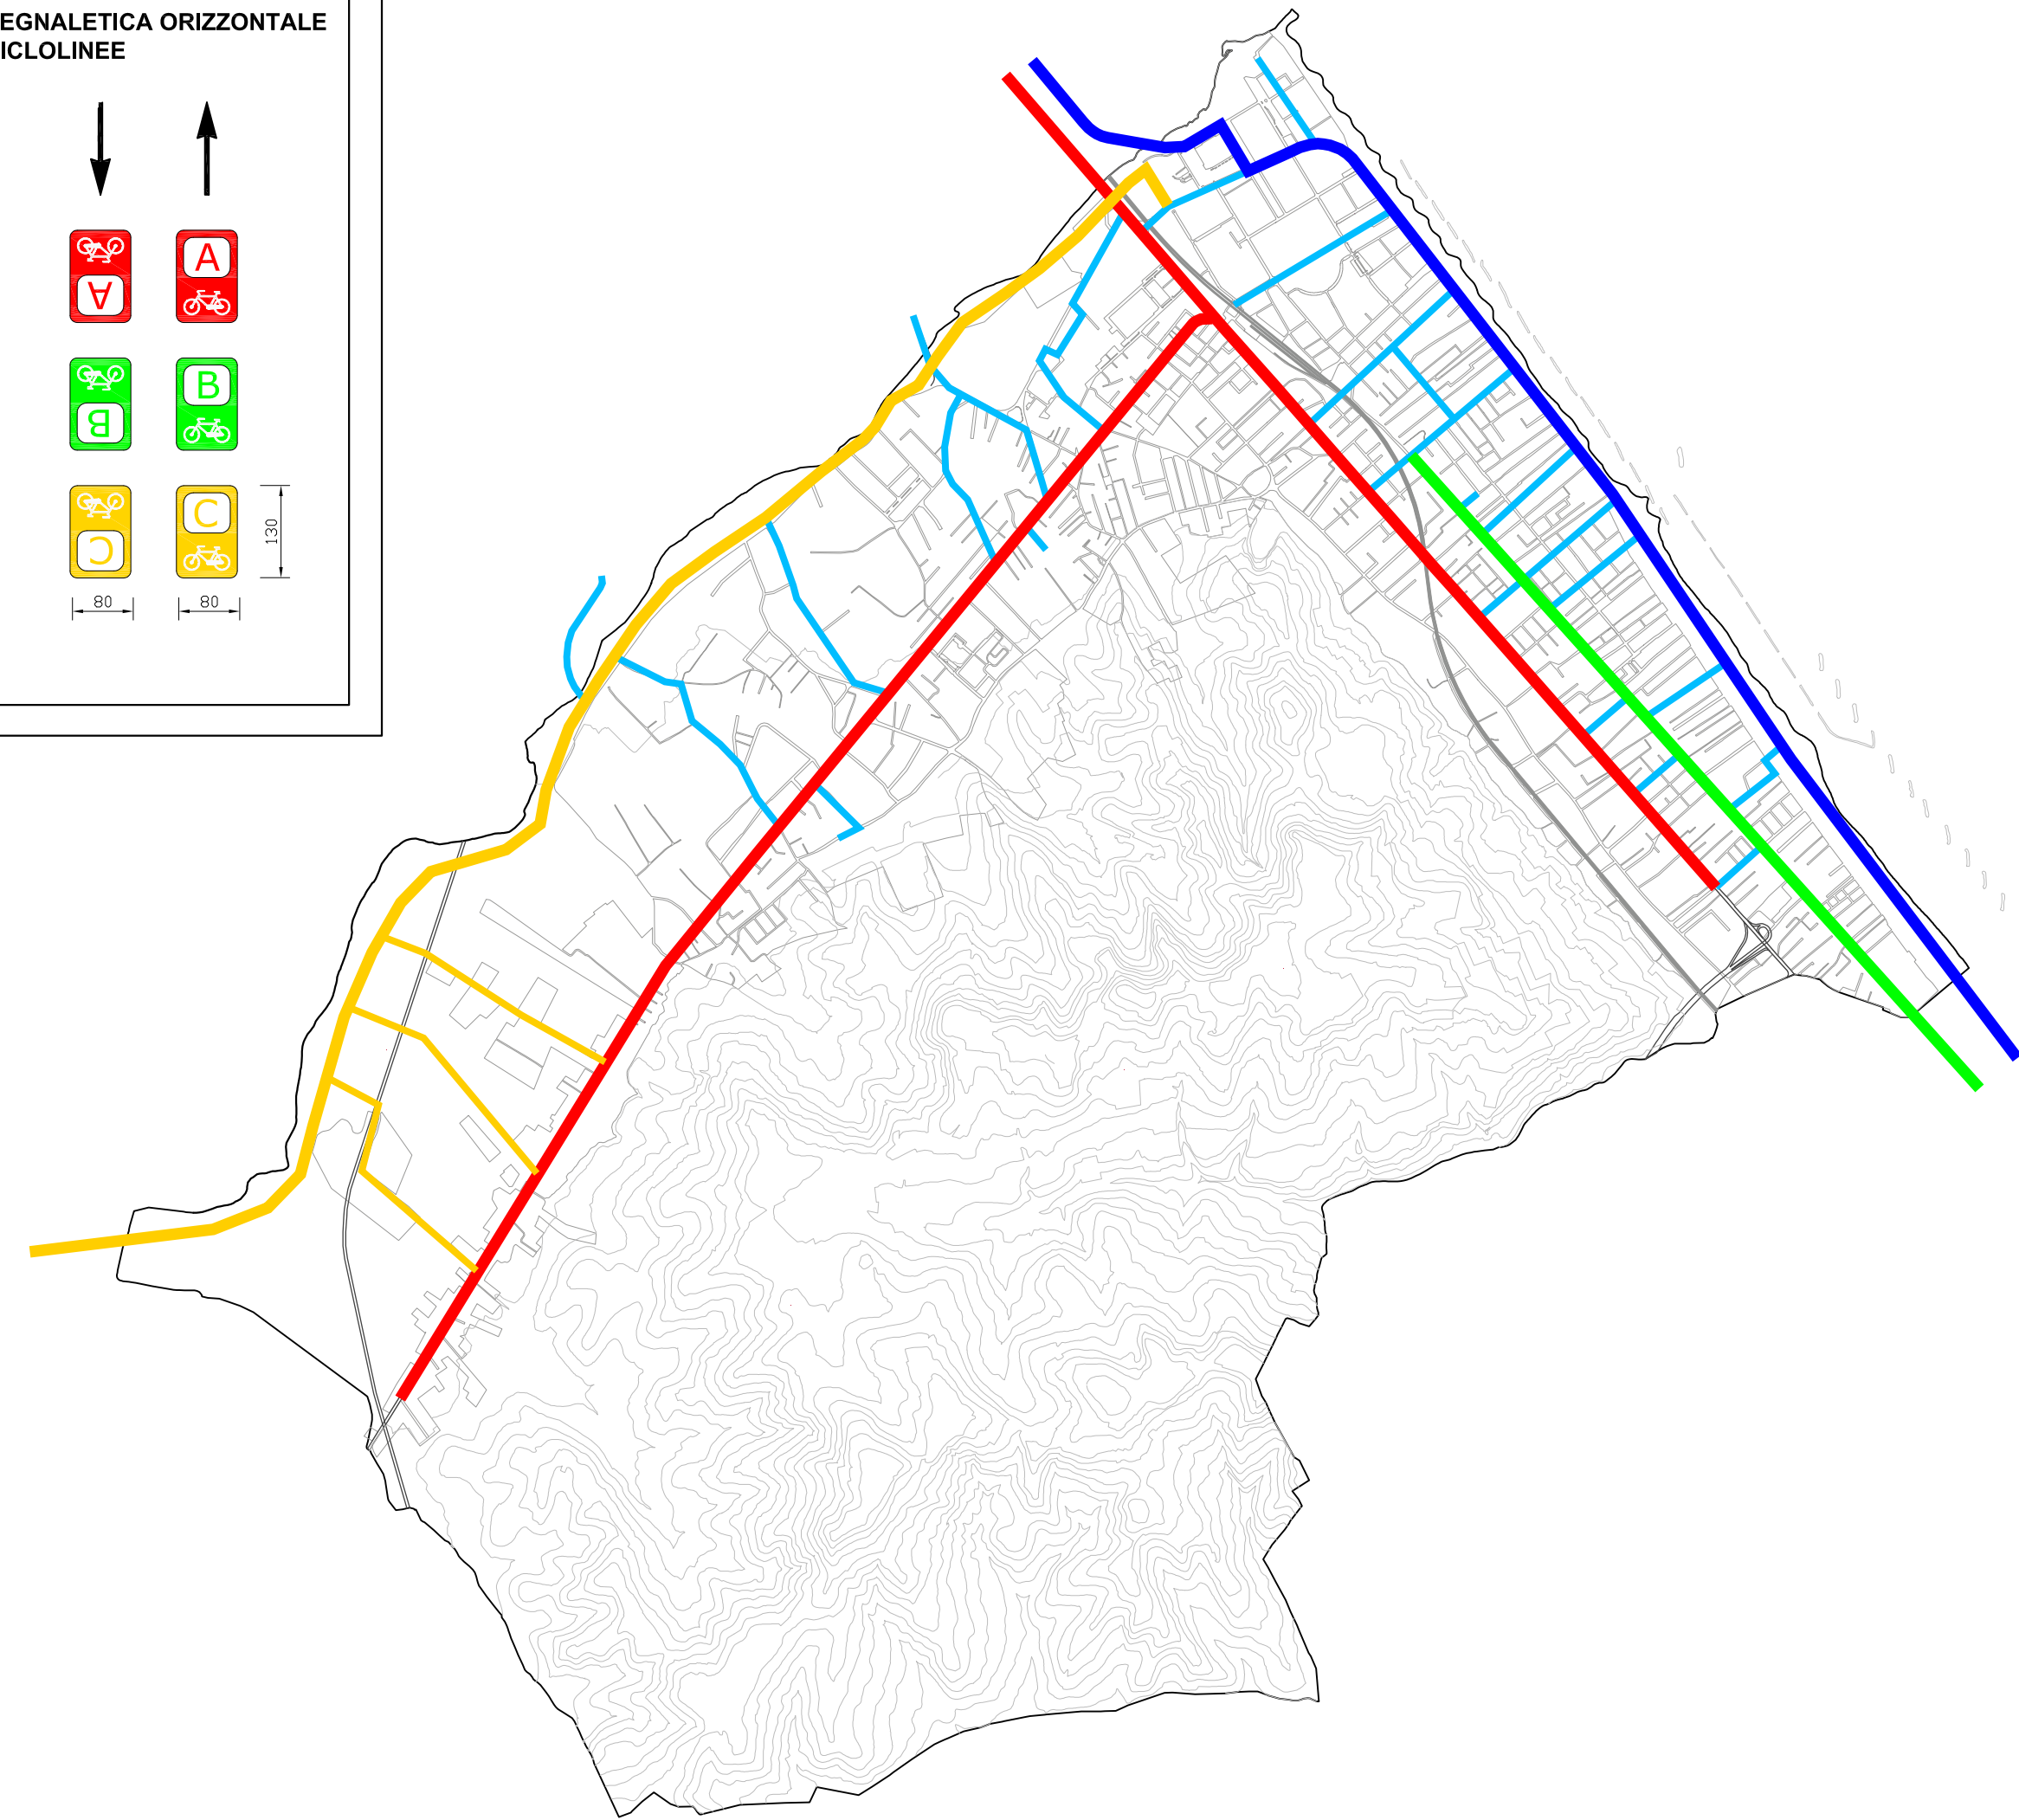 EGNALETICA ORIZZONTALE
ICLOLINEE
A A
B B
C C
130
80 80